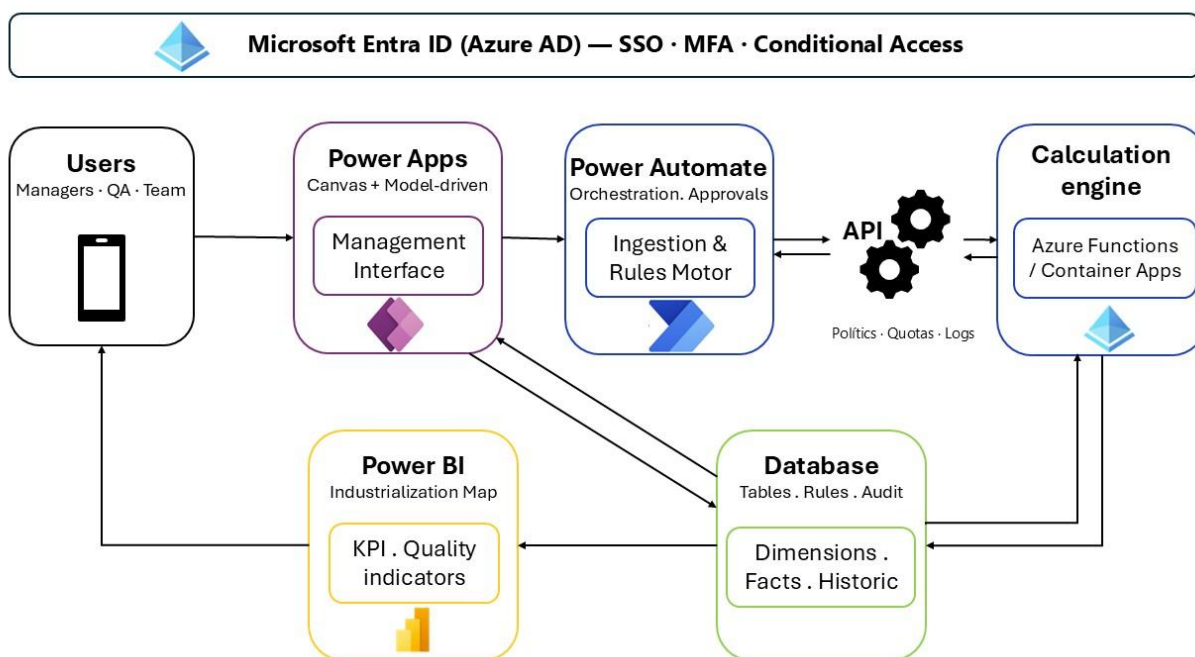 Microsoft Entra ID (Azure AD) — SSO · MFA · Conditional Access
Users
Managers · QA · Team
Power Apps
Canvas + Model-driven
Management
Interface
Power Automate
Orchestration. Approvals
Ingestion &
Rules Motor
API
Polítics · Quotas · Logs
Calculation
engine
Azure Functions
/ Container Apps
Power BI
Industrialization Map
KPI . Quality
indicators
Database
Tables . Rules . Audit
Dimensions .
Facts . Historic